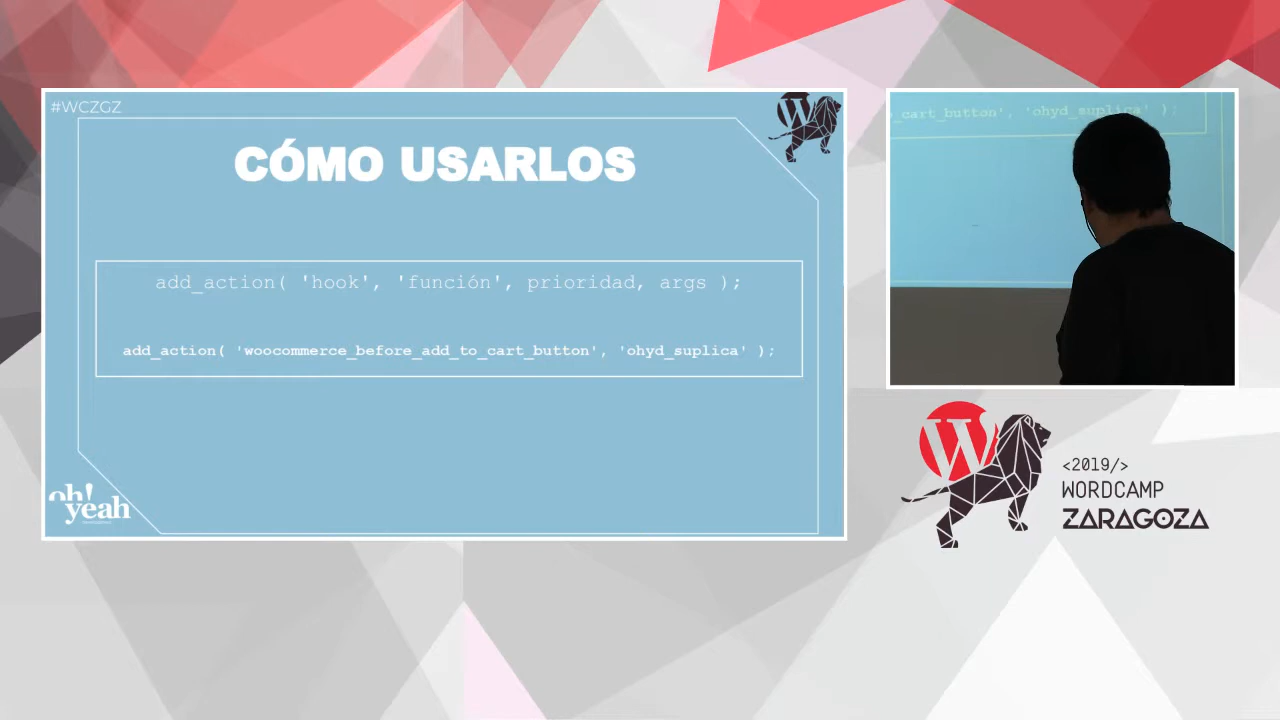 #WCZGZ
CÓMO USARLOS
add_action( 'hook', 'función', prioridad, args );
add_action( 'woocommerce_before_add_to_cart_button', 'ohyd_suplica' );
oh!
yeah
_cart_button', 'ohyd_suplica' );
<2019/>
WORDCAMP
ZARAGOZA